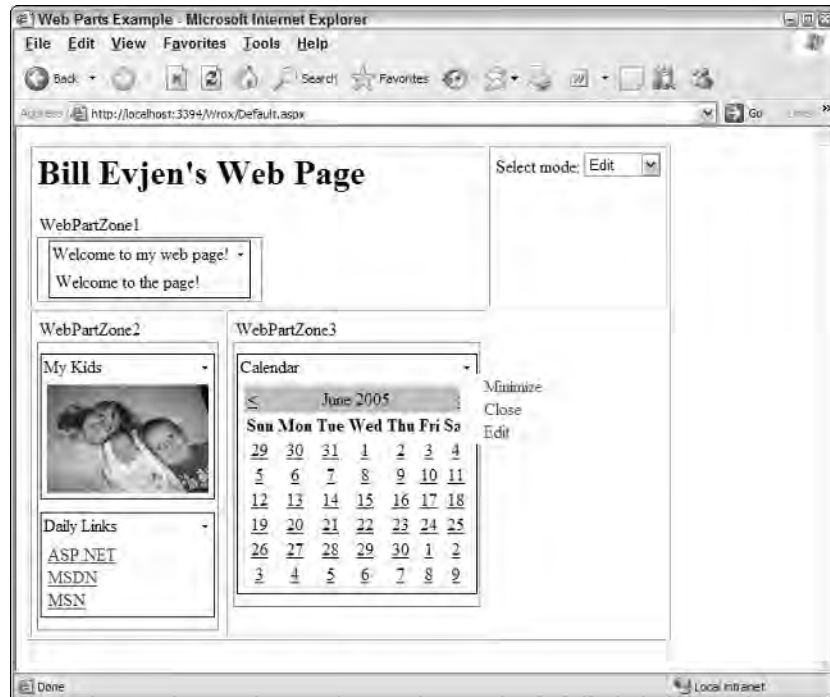 Web Parts Example - Microsoft Internet Explorer
File Edit View Favorites Tools Help
Back Search Favorites
Address http://localhost:3394/Wrox/Default.aspx Go
Bill Evjen's Web Page
Select mode: Edit
WebPartZone1
Welcome to my web page!
Welcome to the page!
WebPartZone2
WebPartZone3
My Kids
Calendar
Minimize
Close
Edit
< June 2005
Sun Mon Tue Wed Thu Fri Sa
29 30 31 1 2 3 4
5 6 7 8 9 10 11
12 13 14 15 16 17 18
19 20 21 22 23 24 25
26 27 28 29 30 1 2
3 4 5 6 7 8 9
Daily Links
ASP.NET
MSDN
MSN
Done
Local intranet